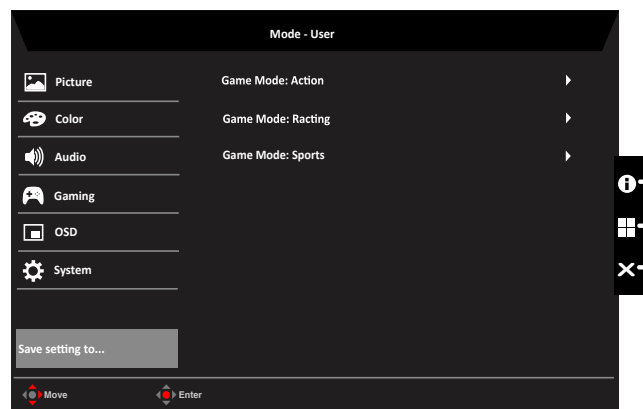 Mode - User
Picture
Game Mode: Action
Color
Game Mode: Racting
Audio
Game Mode: Sports
Gaming
OSD
System
Save setting to...
Move
Enter